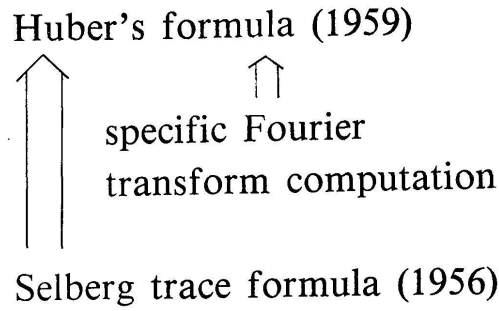 Huber's formula (1959)
specific Fourier
transform computation
Selberg trace formula (1956)